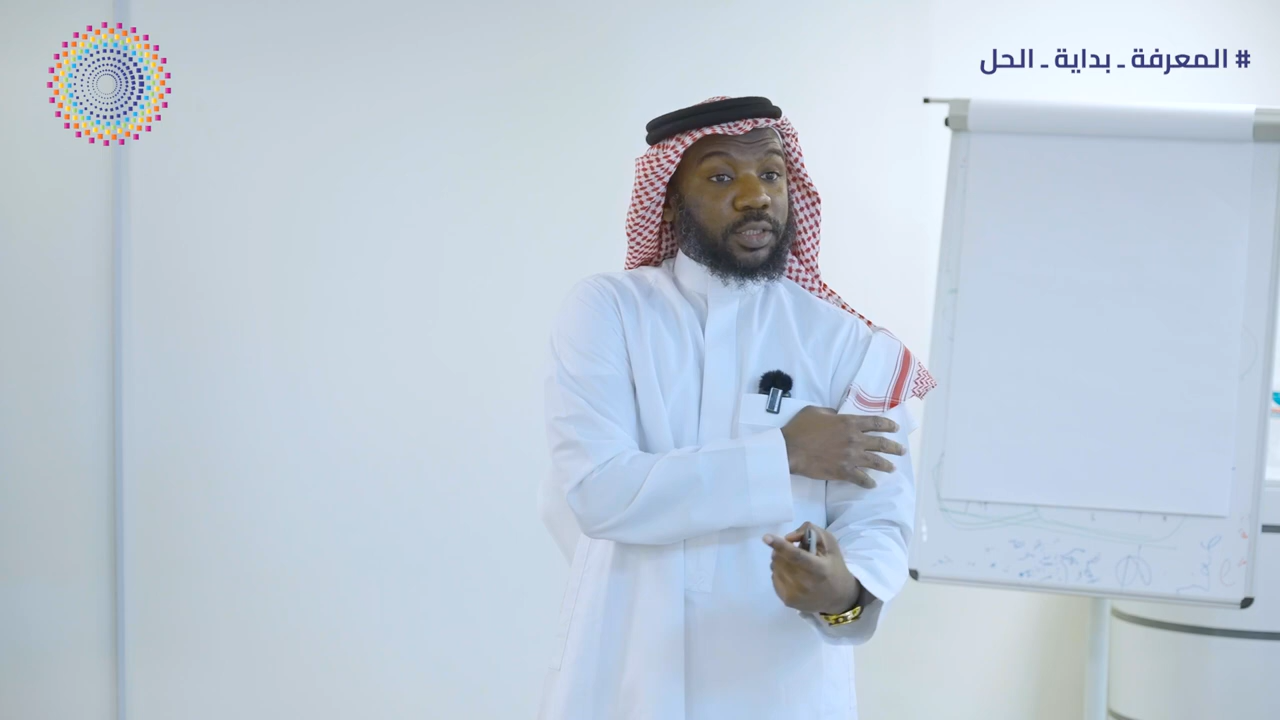 # المعرفة ـ بداية ـ الحل